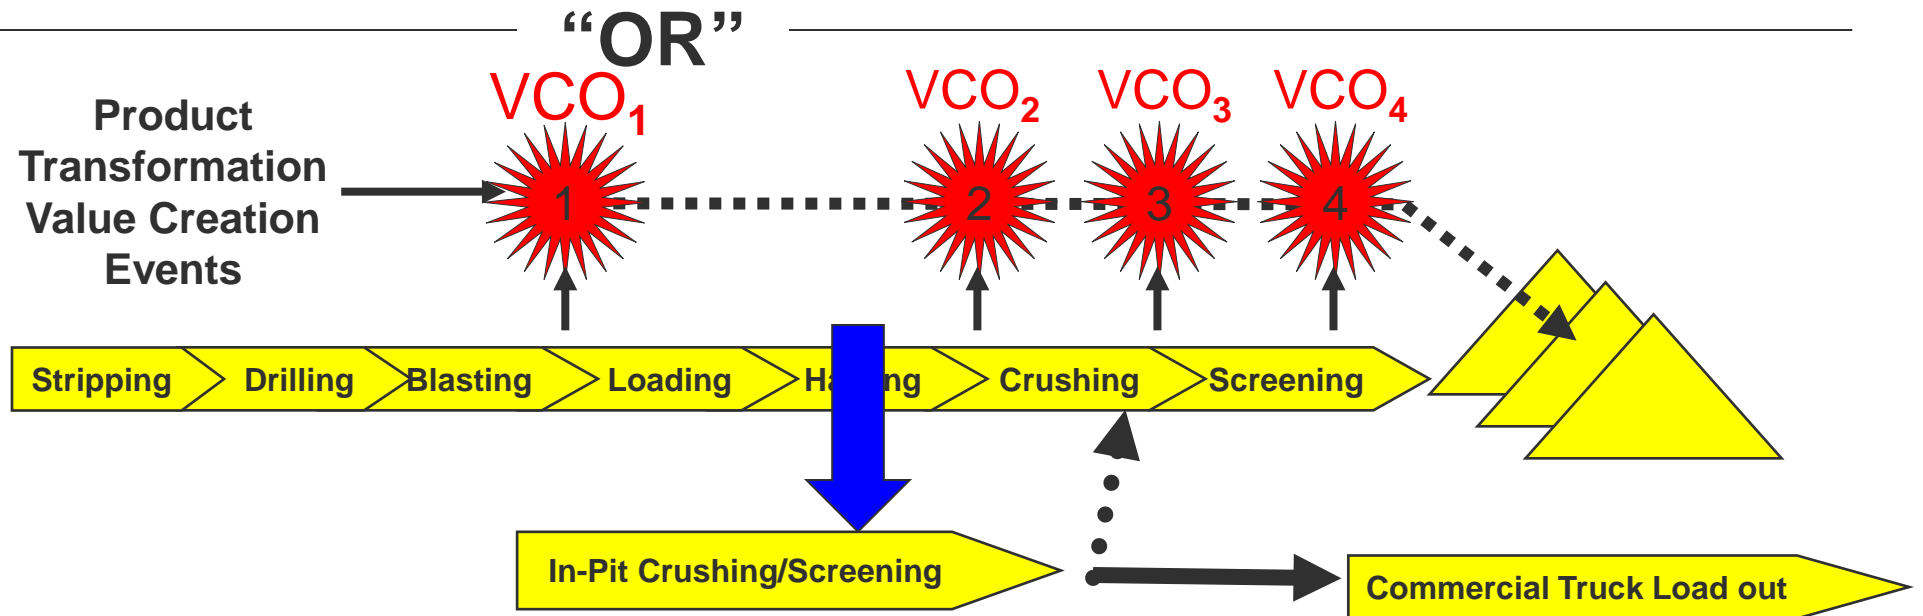 “OR”
Product
Transformation
Value Creation
Events
VCO1
VCO2
VCO3
VCO4
1
2
3
4
Stripping
Drilling
Blasting
Loading
Crushing
Screening
In-Pit Crushing/Screening
Commercial Truck Load out